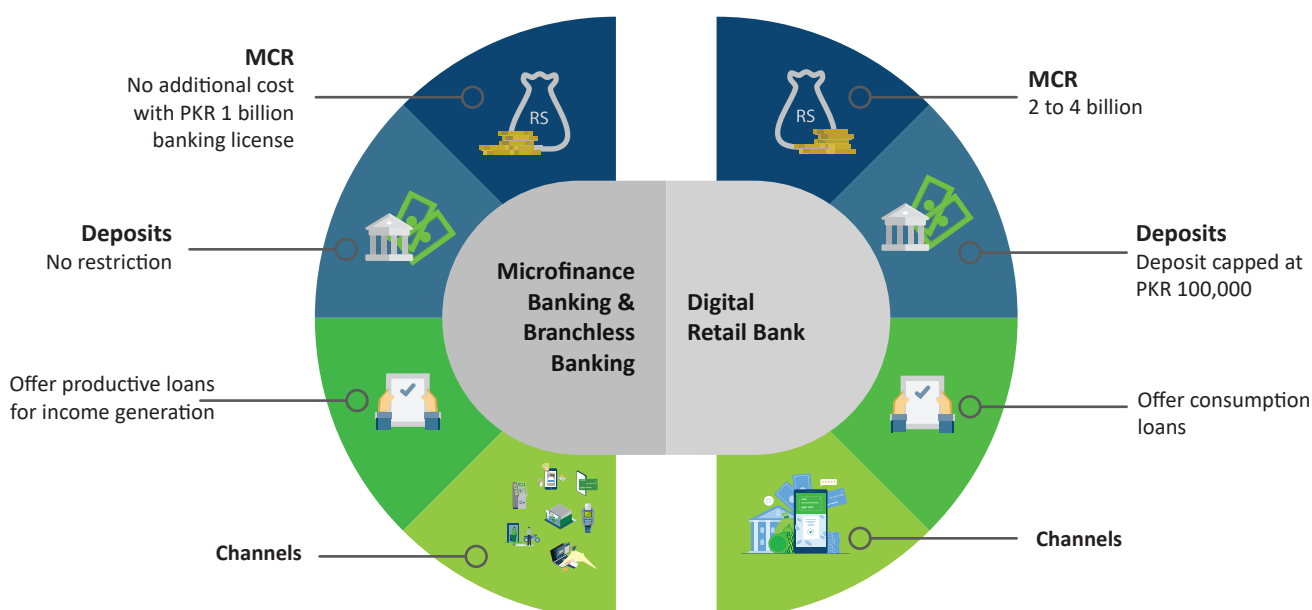 MCR
No additional cost
with PKR 1 billion
banking license
RS
Deposits
No restriction
Offer productive loans
for income generation
Channels
Microfinance
Banking &
Branchless
Banking
Digital
Retail Bank
RS
MCR
2 to 4 billion
Deposits
Deposit capped at
PKR 100,000
Offer consumption
loans
Channels